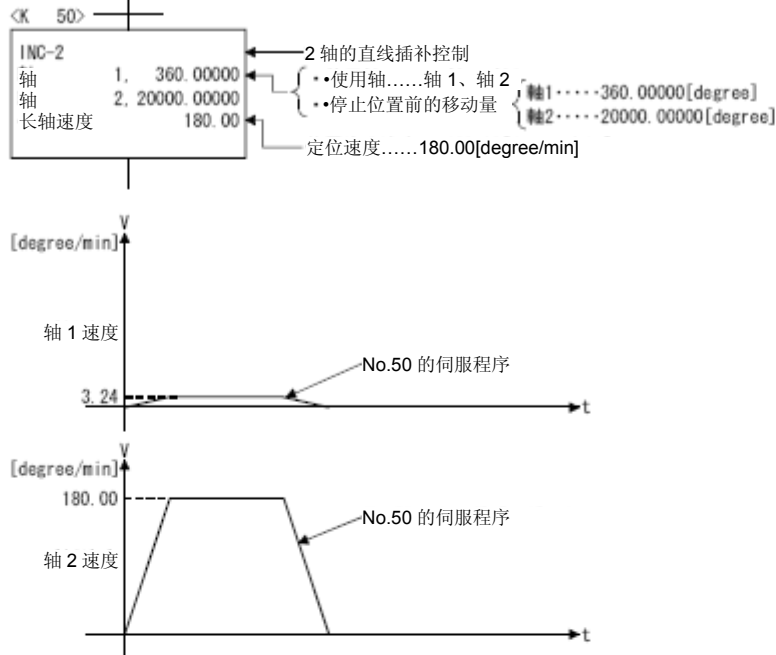 <K 50>
INC-2
轴 1, 360.00000
轴 2, 20000.00000
长轴速度 180.00
2 轴的直线插补控制
••使用轴……轴 1、轴 2
••停止位置前的移动量
軸1·····360.00000[degree]
軸2·····20000.00000[degree]
定位速度……180.00[degree/min]
V
[degree/min]
轴 1 速度
No.50 的伺服程序
3.24
t
V
[degree/min]
180.00
No.50 的伺服程序
轴 2 速度
t